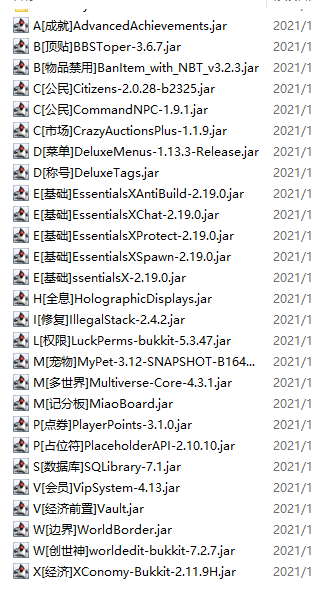 A[成就]AdvancedAchievements.jar 2021/1
B[顶贴]BBSToper-3.6.7.jar 2021/1
B[物品禁用]BanItem_with_NBT_v3.2.3.jar 2021/1
C[公民]Citizens-2.0.28-b2325.jar 2021/1
C[公民]CommandNPC-1.9.1.jar 2021/1
C[市场]CrazyAuctionsPlus-1.1.9.jar 2021/1
D[菜单]DeluxeMenus-1.13.3-Release.jar 2021/1
D[称号]DeluxeTags.jar 2021/1
E[基础]EssentialsXAntiBuild-2.19.0.jar 2021/1
E[基础]EssentialsXChat-2.19.0.jar 2021/1
E[基础]EssentialsXProtect-2.19.0.jar 2021/1
E[基础]EssentialsXSpawn-2.19.0.jar 2021/1
E[基础]ssentialsX-2.19.0.jar 2021/1
H[全息]HolographicDisplays.jar 2021/1
I[修复]IllegalStack-2.4.2.jar 2021/1
L[权限]LuckPerms-bukkit-5.3.47.jar 2021/1
M[宠物]MyPet-3.12-SNAPSHOT-B164... 2021/1
M[多世界]Multiverse-Core-4.3.1.jar 2021/1
M[记分板]MiaoBoard.jar 2021/1
P[点券]PlayerPoints-3.1.0.jar 2021/1
P[占位符]PlaceholderAPI-2.10.10.jar 2021/1
S[数据库]SQLibrary-7.1.jar 2021/1
V[会员]VipSystem-4.13.jar 2021/1
V[经济前置]Vault.jar 2021/1
W[边界]WorldBorder.jar 2021/1
W[创世神]worldedit-bukkit-7.2.7.jar 2021/1
X[经济]XConomy-Bukkit-2.11.9H.jar 2021/1